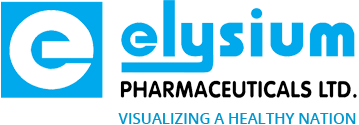 e elysium
PHARMACEUTICALS LTD.
VISUALIZING A HEALTHY NATION